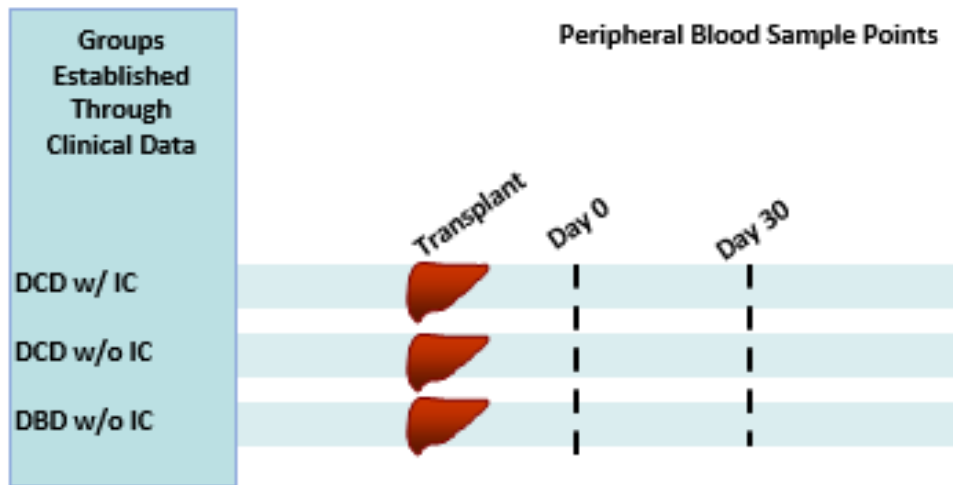 Groups
Established
Through
Clinical Data
Peripheral Blood Sample Points
Transplant
Day 0
Day 30
DCD w/ IC
DCD w/o IC
DBD w/o IC